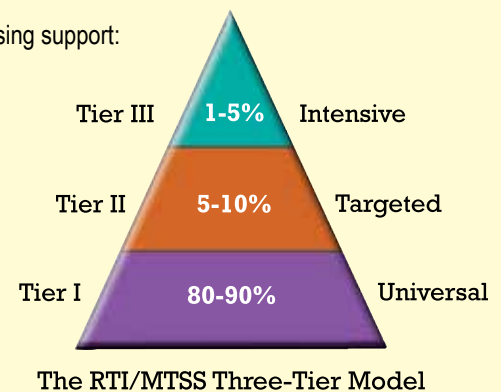 sing support:
Tier III 1-5% Intensive
Tier II 5-10% Targeted
Tier I 80-90% Universal
The RTI/MTSS Three-Tier Model